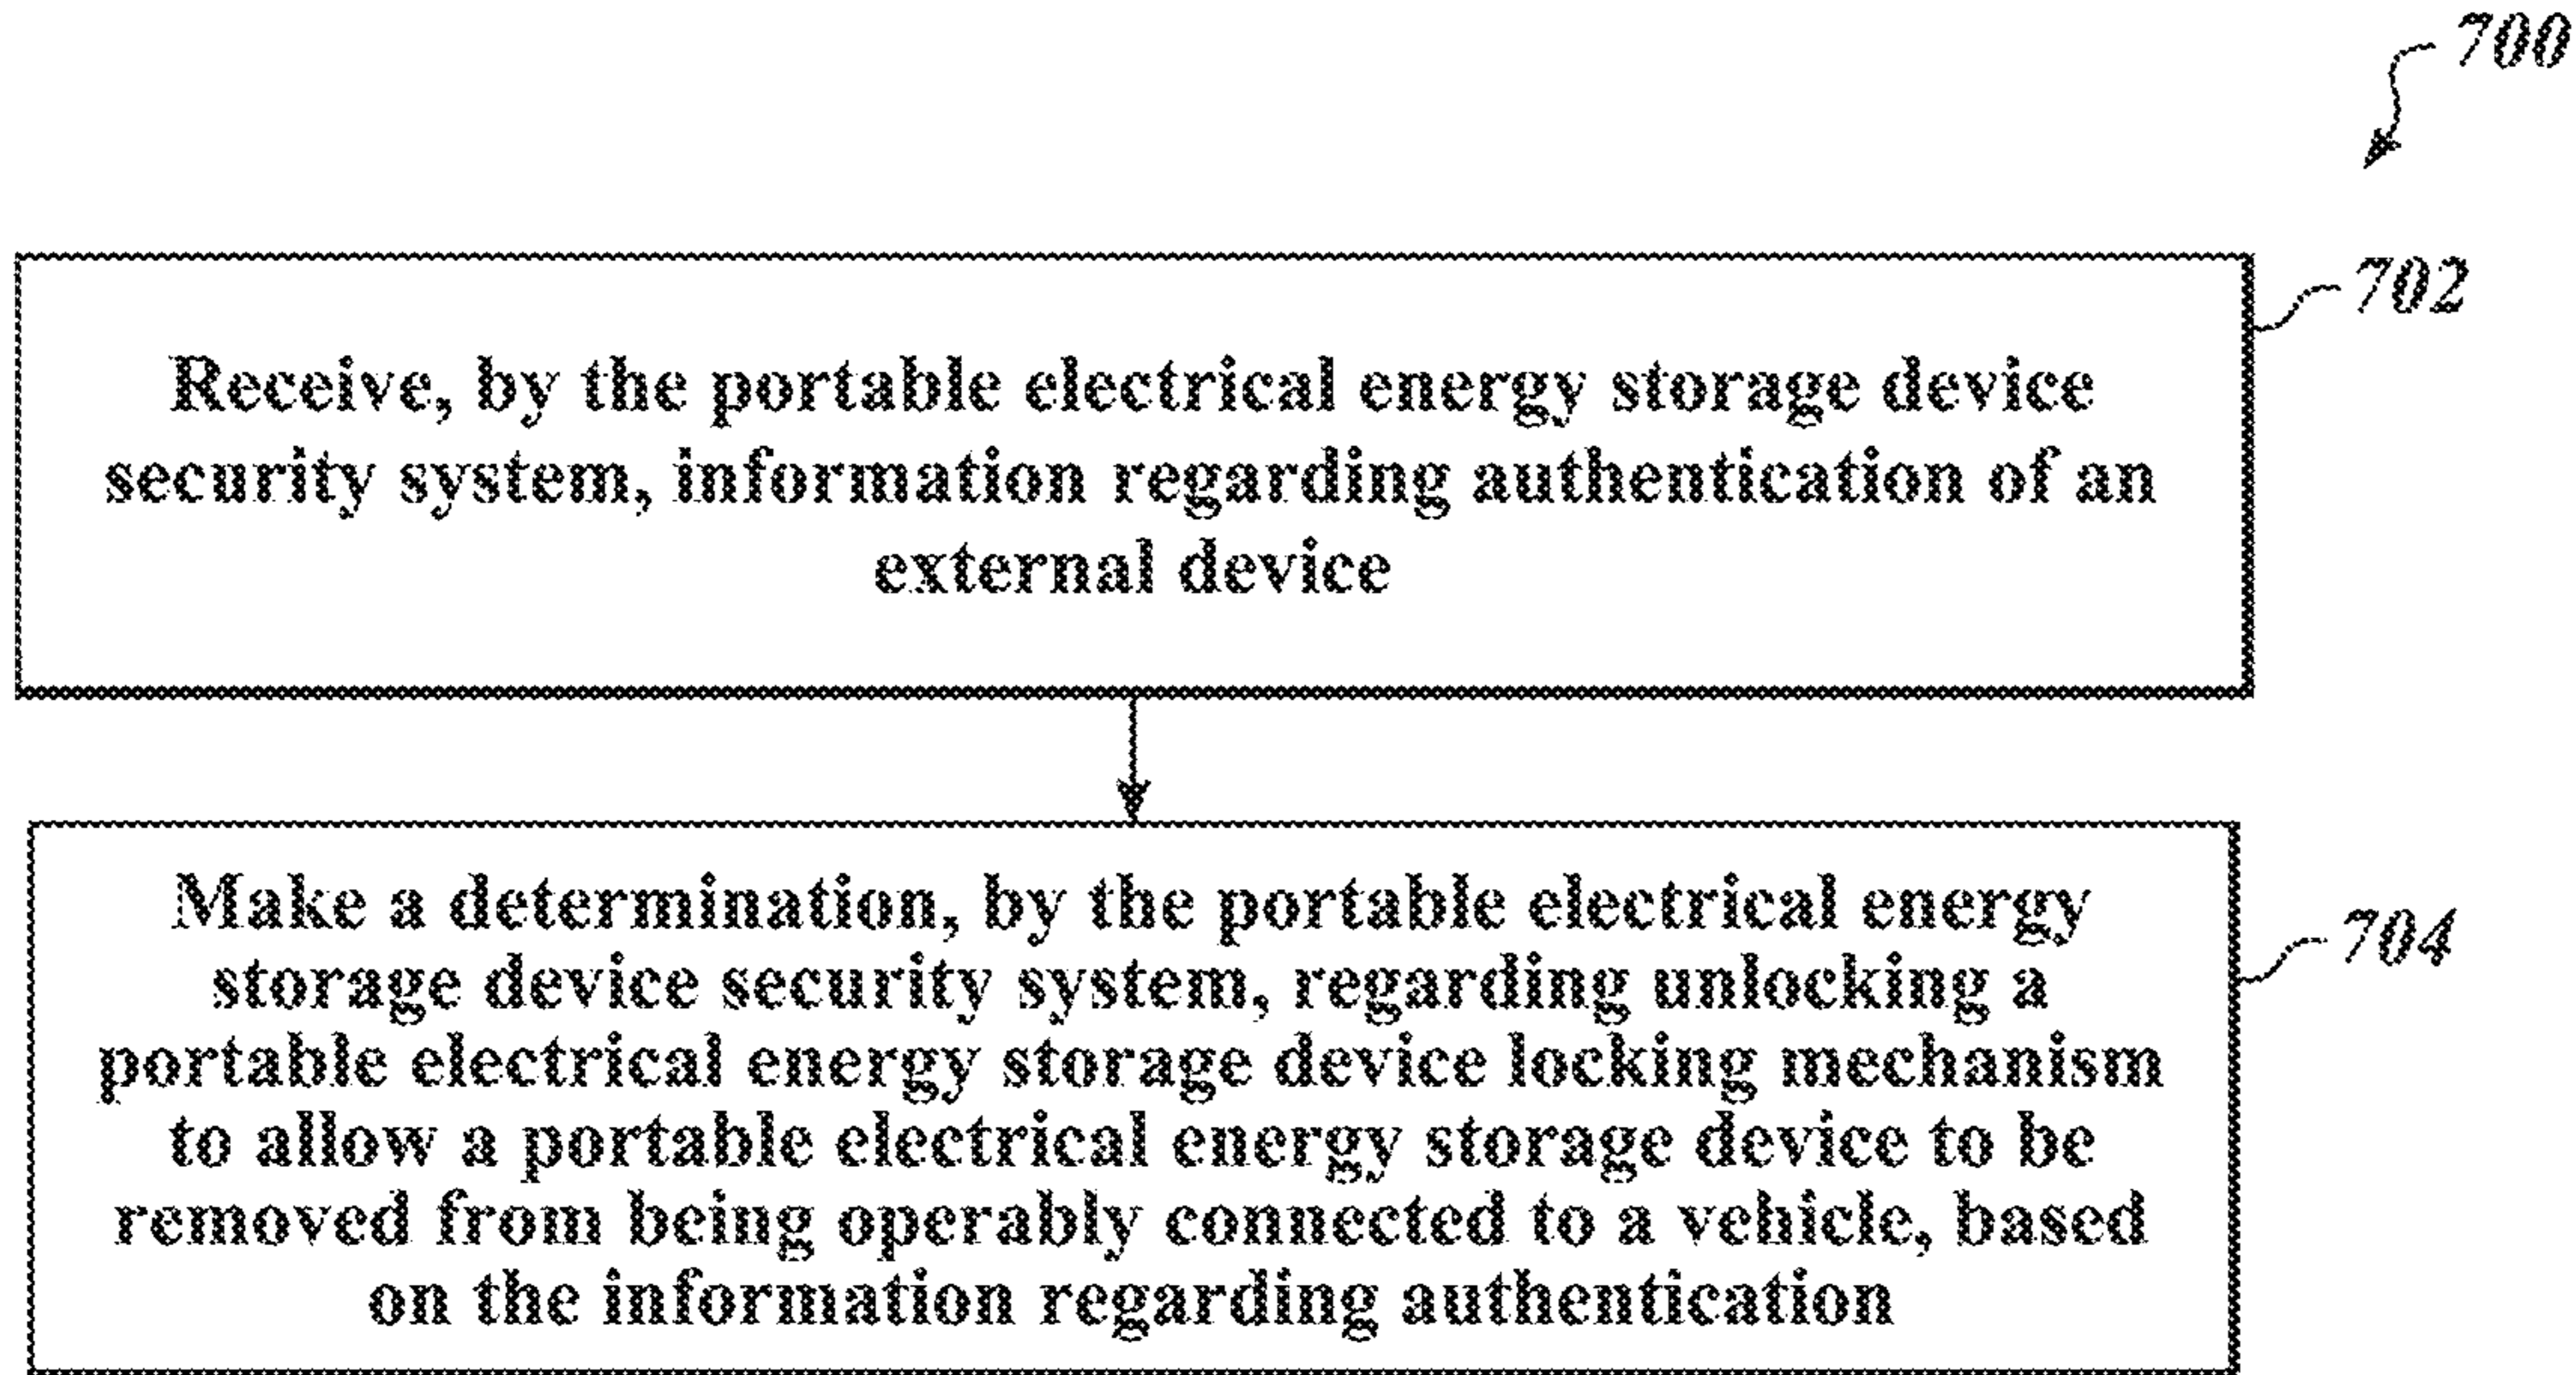 700
702
Receive, by the portable electrical energy storage device
security system, information regarding authentication of an
external device
Make a determination, by the portable electrical energy
storage device security system, regarding unlocking a
portable electrical energy storage device locking mechanism
to allow a portable electrical energy storage device to be
removed from being operably connected to a vehicle, based
on the information regarding authentication
704